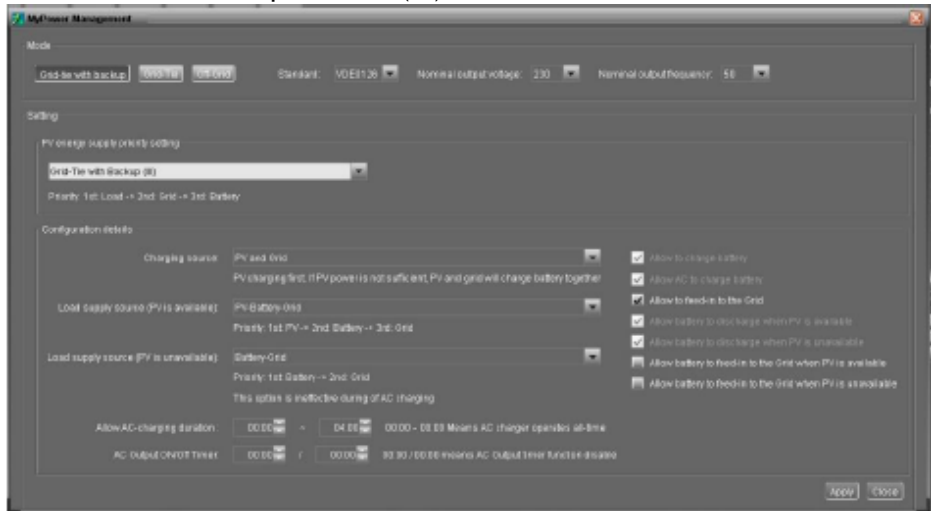 MyPower Management
Mode
Grid-tie with backup Grid-Tie Off-Grid Standard: VDE0126 Nominal output voltage: 230 Nominal output frequency: 50
Setting
PV energy supply priority setting
Grid-Tie with Backup (III)
Priority: 1st: Load -> 2nd: Grid -> 3rd: Battery
Configuration details
Charging source: PV and Grid
Allow to charge battery
PV charging first, If PV power is not sufficient, PV and grid will charge battery together
Allow AC to charge battery
Load supply source (PV is available): PV-Battery-Grid
Allow to feed-in to the Grid
Priority: 1st: PV-> 2nd: Battery -> 3rd: Grid
Allow battery to discharge when PV is available
Allow battery to discharge when PV is unavailable
Load supply source (PV is unavailable): Battery-Grid
Allow battery to feed-in to the Grid when PV is available
Priority: 1st: Battery -> 2nd: Grid
Allow battery to feed-in to the Grid when PV is unavailable
This option is ineffective during of AC charging
Allow AC-charging duration: 00:00 ~ 04:00 00:00 - 00:00 Means AC charger operates all-time
AC Output ON/OFF Timer: 00:00 / 00:00 00:00 / 00:00 means AC Output timer function disable
Apply Close